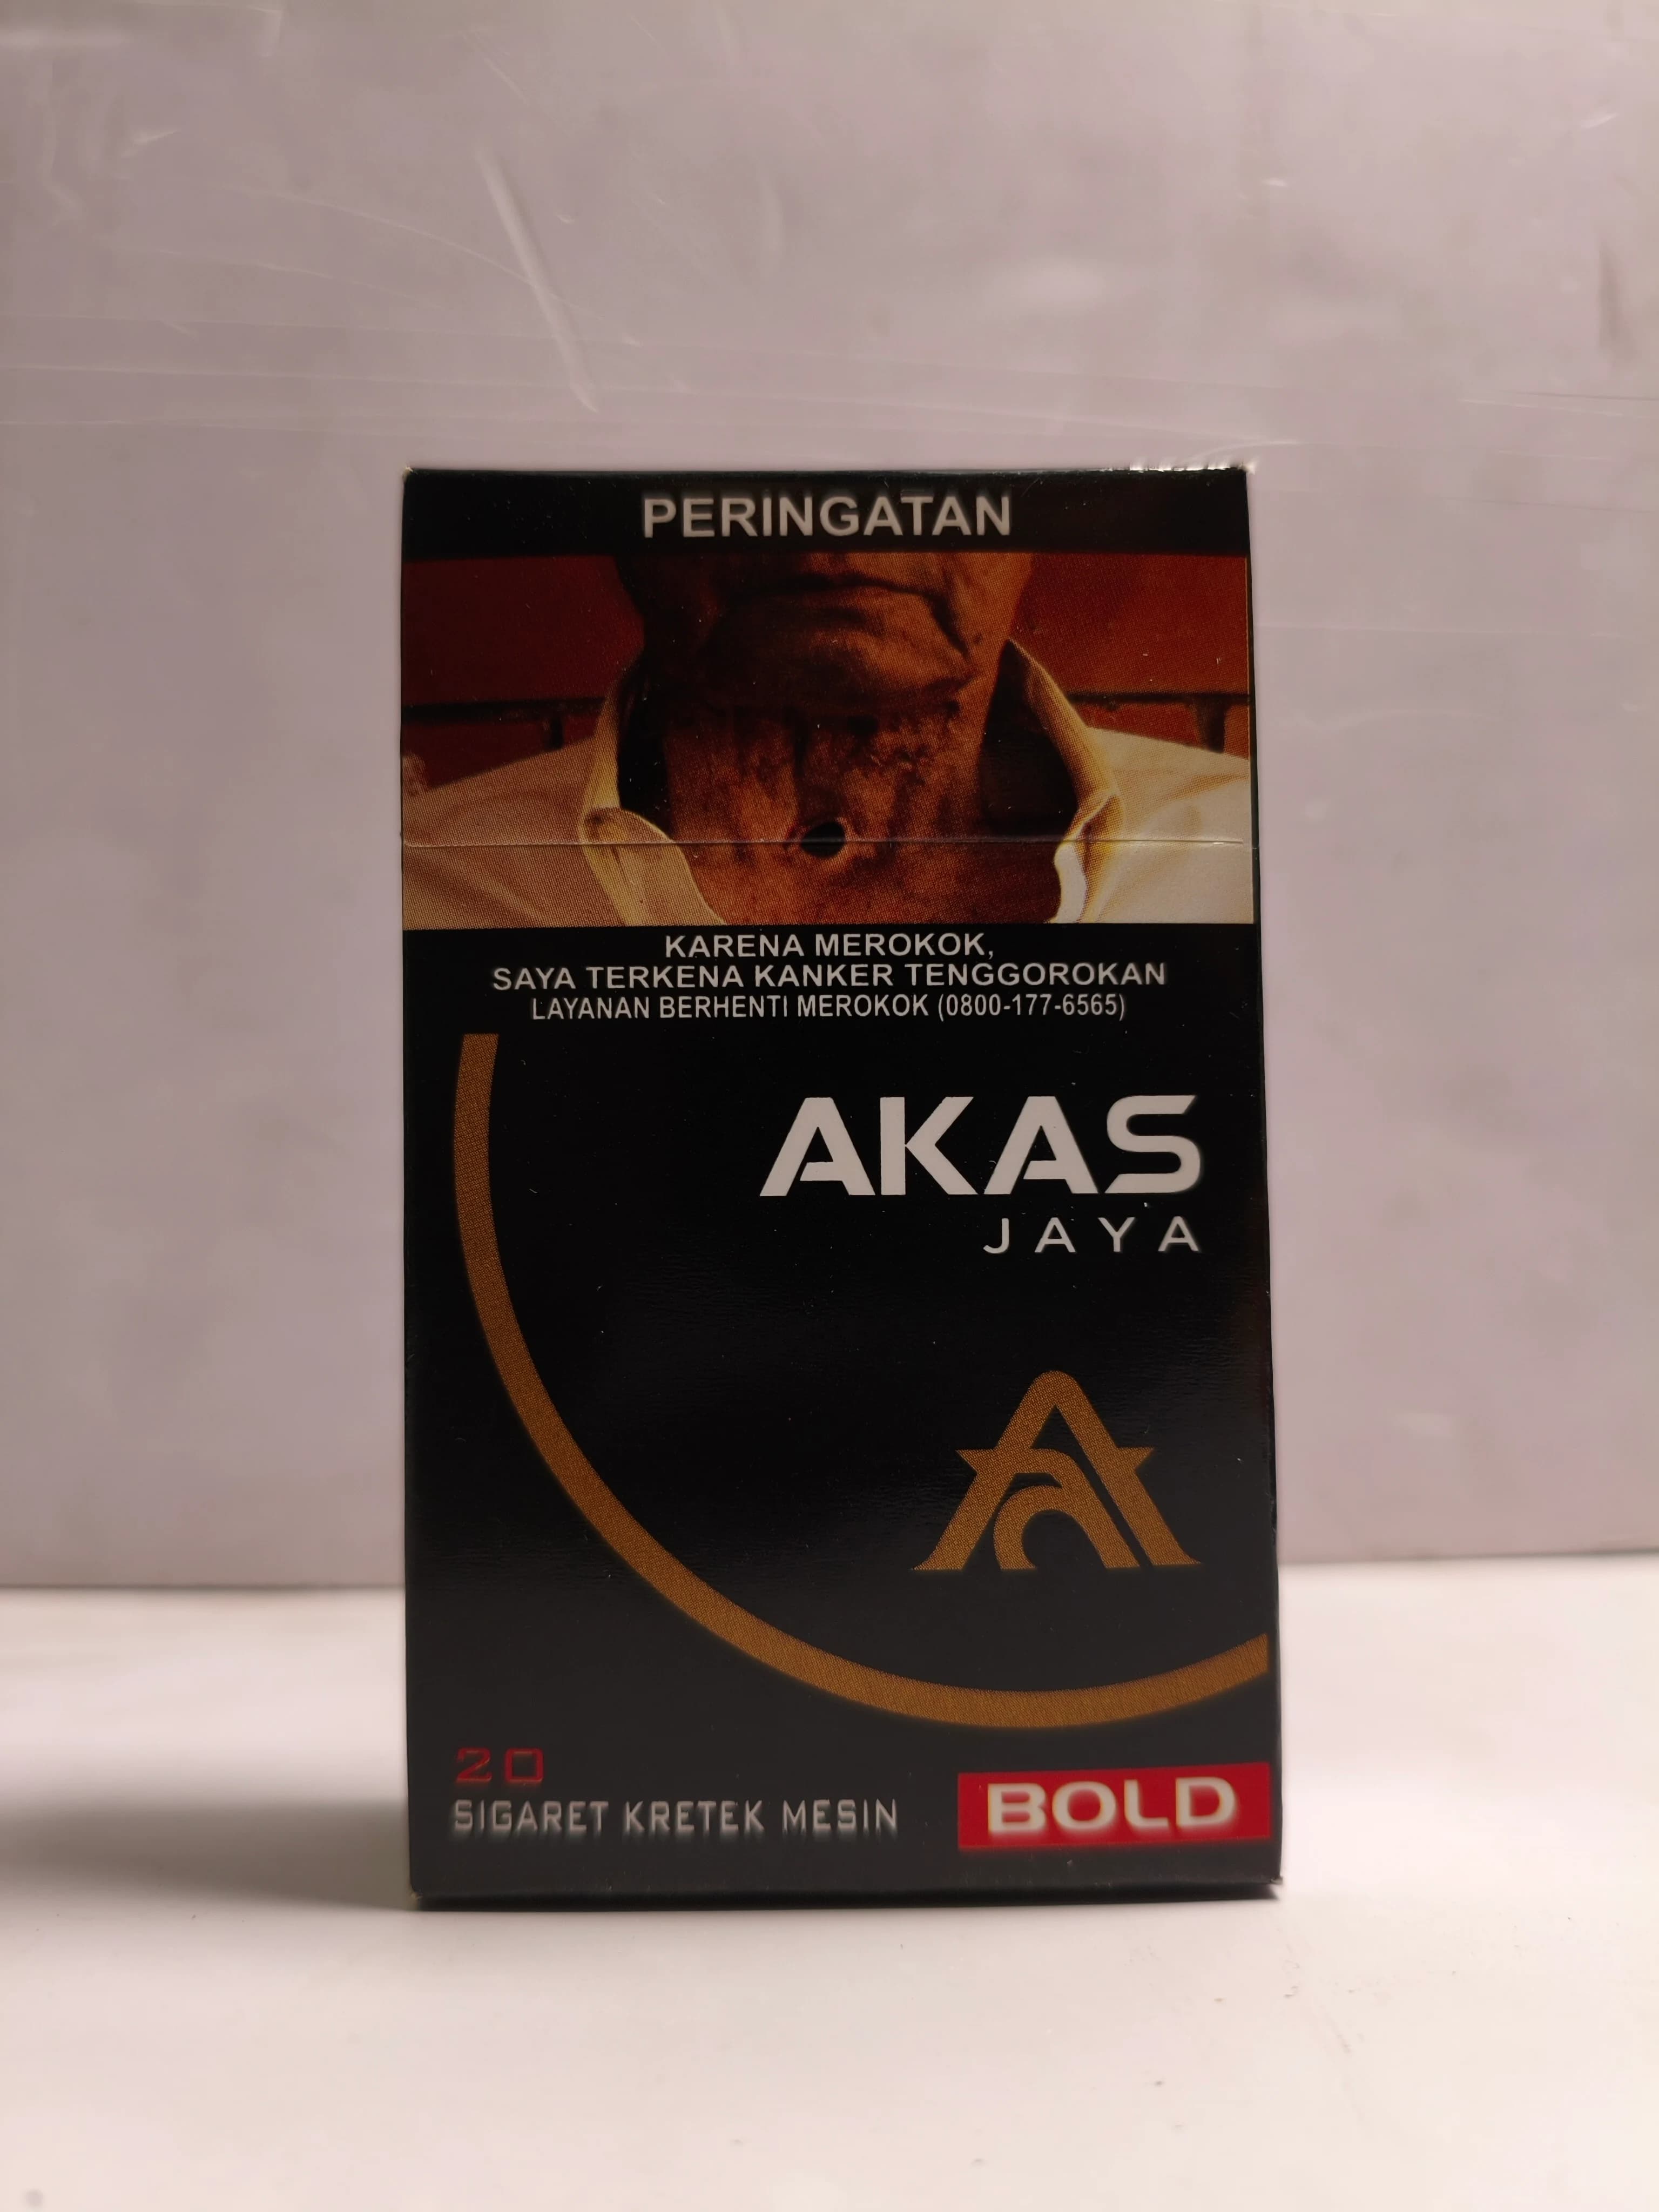 PERINGATAN
KARENA MEROKOK,
SAYA TERKENA KANKER TENGGOROKAN
LAYANAN BERHENTI MEROKOK (0800-177-6565)
AKAS
JAYA
20
SIGARET KRETEK MESIN
BOLD